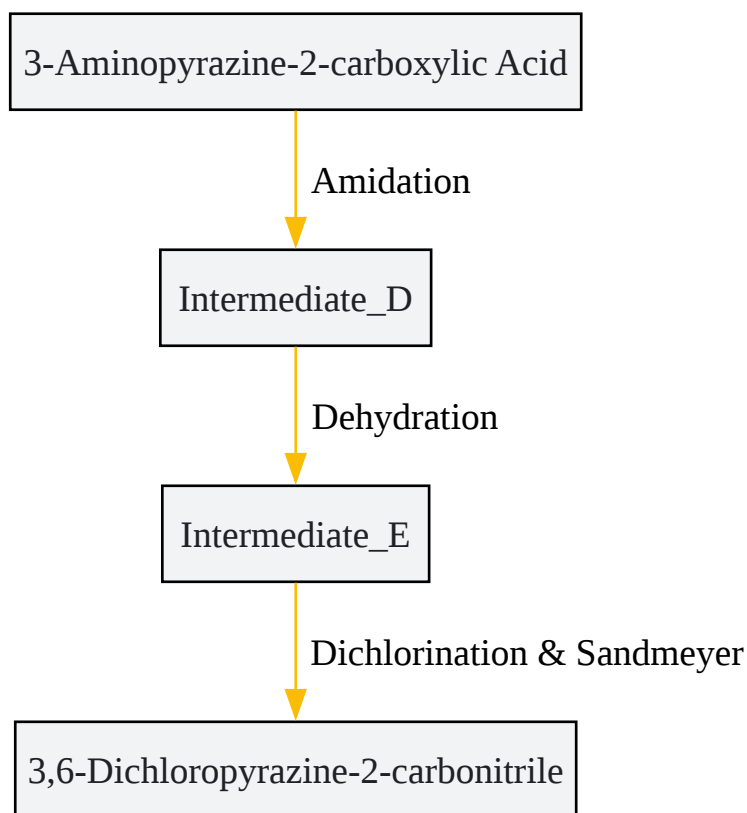 3-Aminopyrazine-2-carboxylic Acid
Amidation
Intermediate_D
Dehydration
Intermediate_E
Dichlorination & Sandmeyer
3,6-Dichloropyrazine-2-carbonitrile